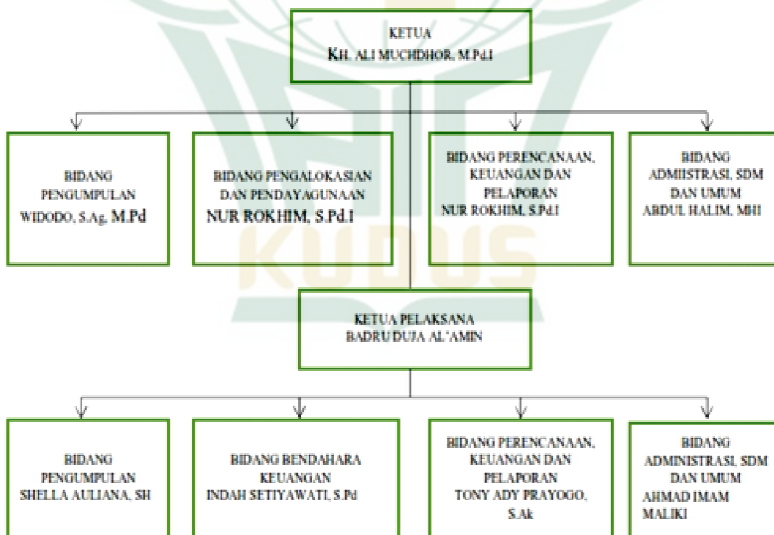 KETUA
KH. ALI MUCHDHOR, M.Pd.I
BIDANG
PENGUMPULAN
WIDODO, S.Ag, M.Pd
BIDANG PENGALOKASIAN
DAN PENDAYAGUNAAN
NUR ROKHIM, S.Pd.I
BIDANG PERENCANAAN,
KEUANGAN DAN
PELAPORAN
NUR ROKHIM, S.Pd.I
BIDANG
ADMIISTRASI, SDM
DAN UMUM
ABDUL HALIM, MHI
KUDUS
KETUA PELAKSANA
BADRUDUJA AL'AMIN
BIDANG
PENGUMPULAN
SHELLA AULIANA, SH
BIDANG BENDAHARA
KEUANGAN
INDAH SETIYAWATI, S.Pd
BIDANG PERENCANAAN,
KEUANGAN DAN
PELAPORAN
TONY ADY PRAYOGO,
S.Ak
BIDANG
ADMINISTRASI, SDM
DAN UMUM
AHMAD IMAM
MALIKI